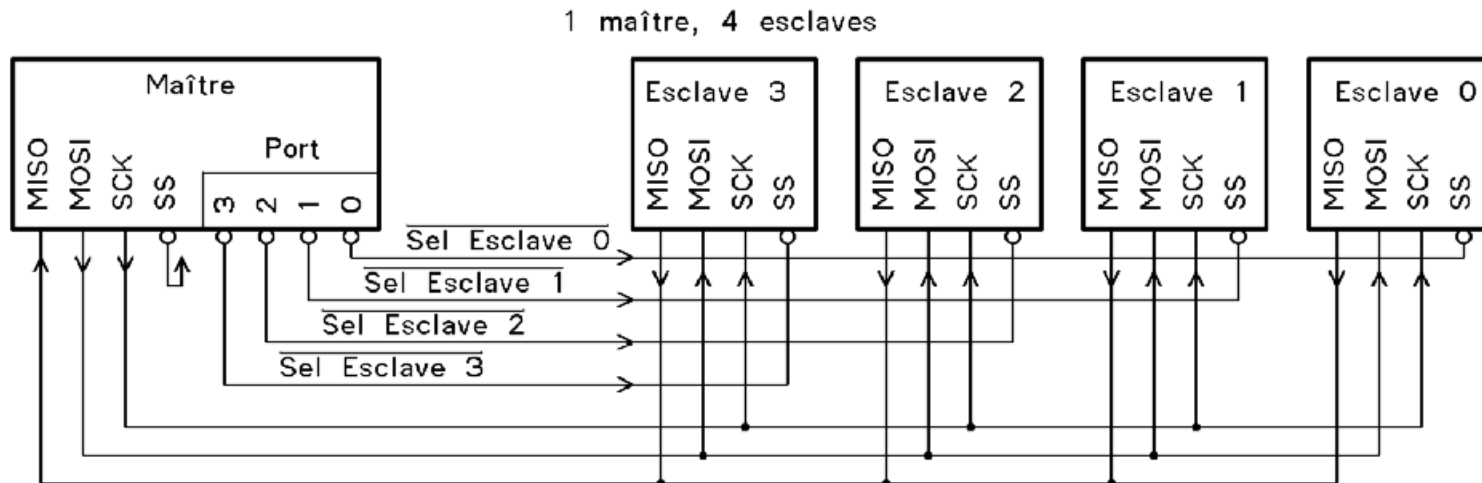 1 maître, 4 esclaves
Maître
Port
MISO
MOSI
SCK
SS
3
2
1
0
Esclave 3
MISO
MOSI
SCK
SS
Esclave 2
MISO
MOSI
SCK
SS
Esclave 1
MISO
MOSI
SCK
SS
Esclave 0
MISO
MOSI
SCK
SS
Sel Esclave 0
Sel Esclave 1
Sel Esclave 2
Sel Esclave 3